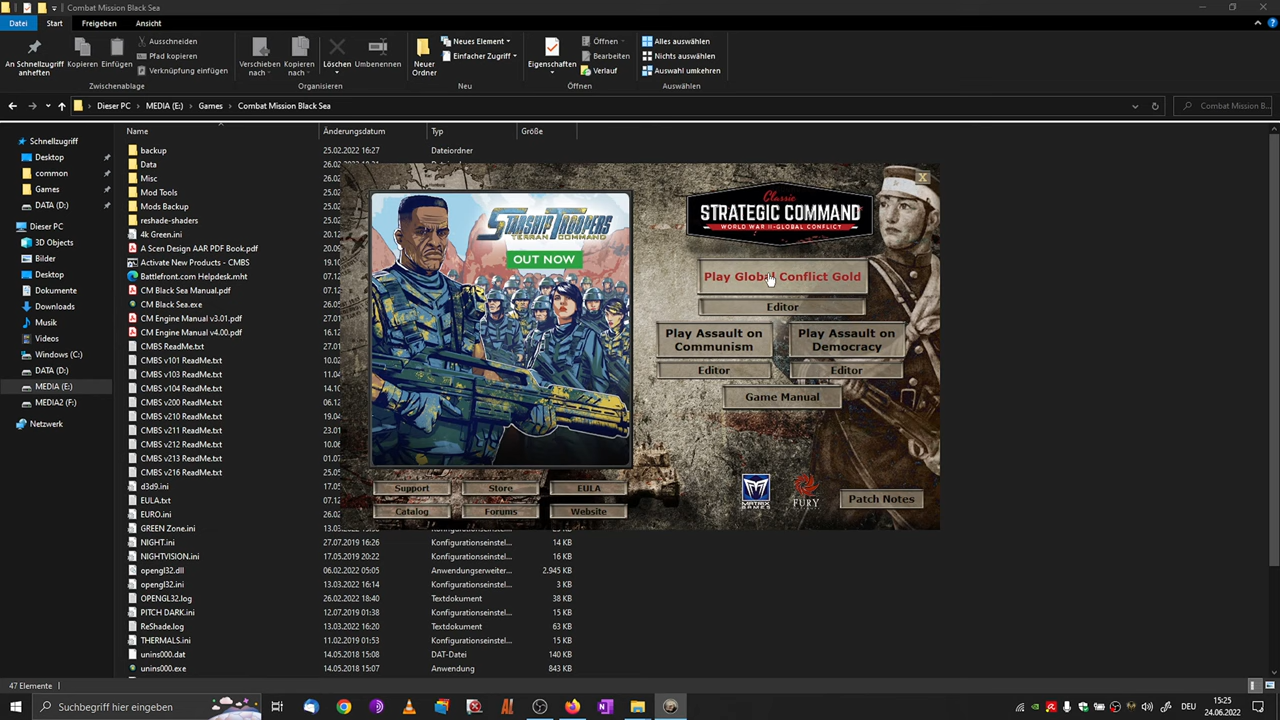 Combat Mission Black Sea
Datei Start Freigeben Ansicht
An Schnellzugriff anheften
Kopieren
Einfügen
Ausschneiden
Pfad kopieren
Verknüpfung einfügen
Zwischenablage
Verschieben nach
Kopieren nach
Löschen
Umbenennen
Organisieren
Neuer Ordner
Neues Element
Einfacher Zugriff
Neu
Eigenschaften
Öffnen
Bearbeiten
Verlauf
Öffnen
Alles auswählen
Nichts auswählen
Auswahl umkehren
Auswählen
Dieser PC > MEDIA (E:) > Games > Combat Mission Black Sea
Combat Mission B...
Schnellzugriff
Desktop
common
Games
DATA (D:)
Dieser PC
3D Objects
Bilder
Desktop
Dokumente
Downloads
Musik
Videos
Windows (C:)
DATA (D:)
MEDIA (E:)
MEDIA2 (F:)
Netzwerk
Name Änderungsdatum Typ Größe
backup 25.02.2022 16:27 Dateiordner
Data
Misc
Mod Tools
Mods Backup
reshade-shaders
4k Green.ini
A Scen Design AAR PDF Book.pdf
Activate New Products - CMBS
Battlefront.com Helpdesk.mht
CM Black Sea Manual.pdf
CM Black Sea.exe
CM Engine Manual v3.01.pdf
CM Engine Manual v4.00.pdf
CMBS ReadMe.txt
CMBS v101 ReadMe.txt
CMBS v103 ReadMe.txt
CMBS v104 ReadMe.txt
CMBS v200 ReadMe.txt
CMBS v210 ReadMe.txt
CMBS v211 ReadMe.txt
CMBS v212 ReadMe.txt
CMBS v213 ReadMe.txt
CMBS v216 ReadMe.txt
d3d9.ini
EULA.txt
EURO.ini
GREEN Zone.ini
NIGHT.ini 27.07.2019 16:26 Konfigurationseinstel... 14 KB
NIGHTVISION.ini 17.05.2019 20:22 Konfigurationseinstel... 16 KB
opengl32.dll 06.02.2022 05:05 Anwendungserweiter... 2.945 KB
opengl32.ini 13.03.2022 16:14 Konfigurationseinstel... 3 KB
OPENGL32.log 26.02.2022 18:40 Textdokument 38 KB
PITCH DARK.ini 12.07.2019 01:38 Konfigurationseinstel... 15 KB
ReShade.log 13.03.2022 16:20 Textdokument 63 KB
THERMALS.ini 11.02.2019 01:53 Konfigurationseinstel... 15 KB
unins000.dat 14.05.2018 15:08 DAT-Datei 140 KB
unins000.exe 14.05.2018 15:07 Anwendung 843 KB
STARSHIP TROOPERS
TERRAN COMMAND
OUT NOW
Support Store EULA
Catalog Forums Website
X
Classic
STRATEGIC COMMAND
WORLD WAR II-GLOBAL CONFLICT
Play Global Conflict Gold
Editor
Play Assault on Communism
Play Assault on Democracy
Editor
Editor
Game Manual
MATRIX GAMES
FURY
Patch Notes
47 Elemente
Suchbegriff hier eingeben
DEU
15:25
24.06.2022